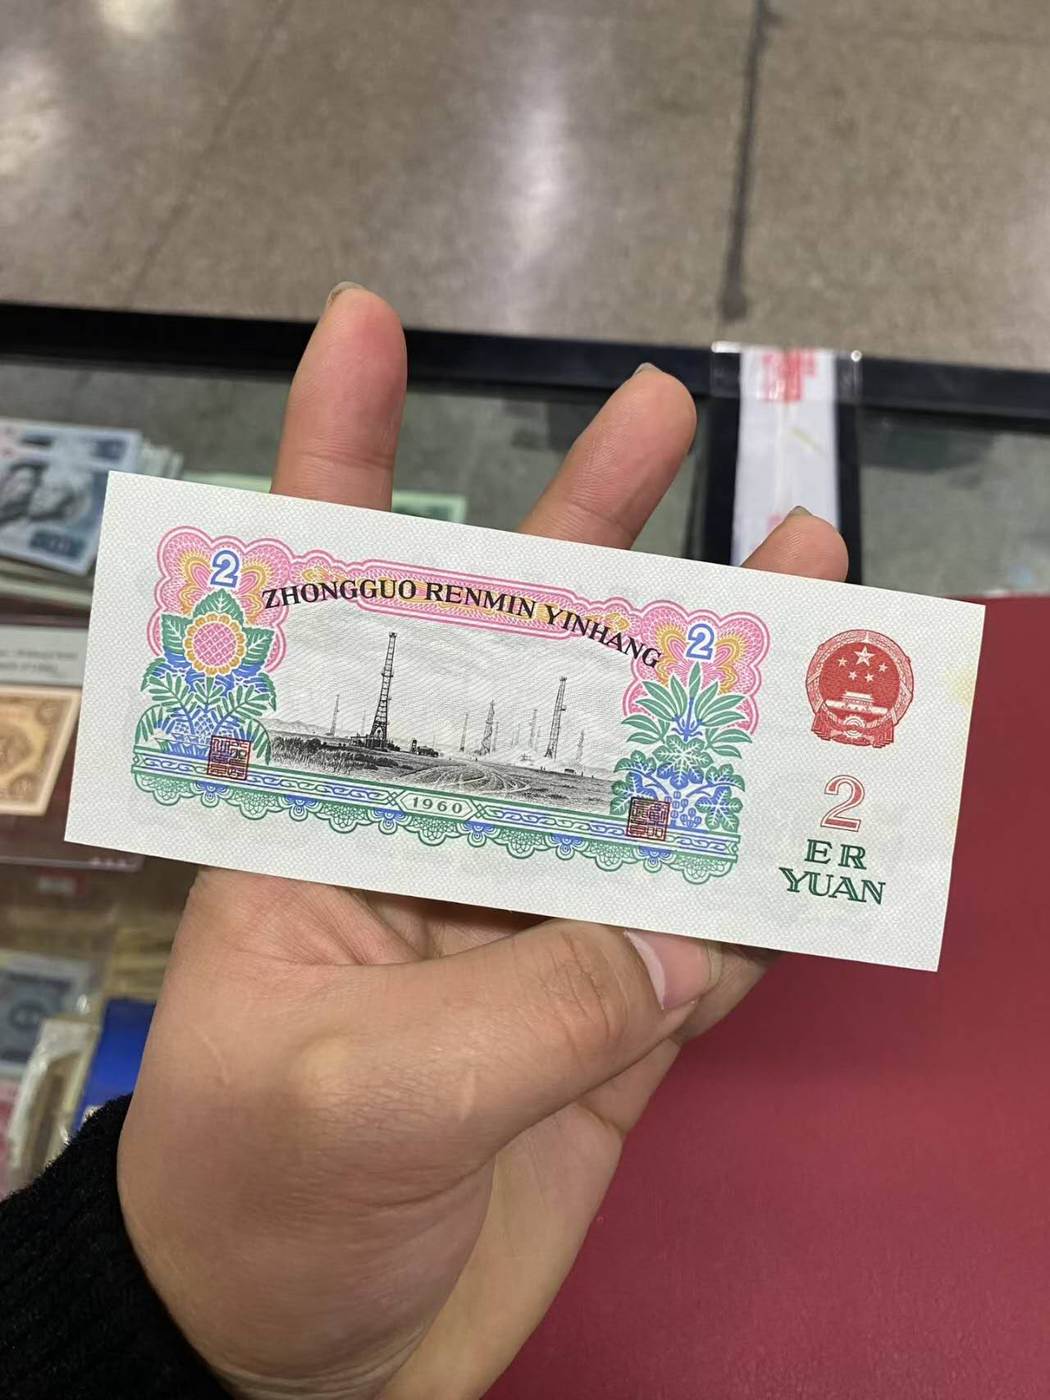 2
ZHONGGUO RENMIN YINHANG
2
1960
2
ER
YUAN